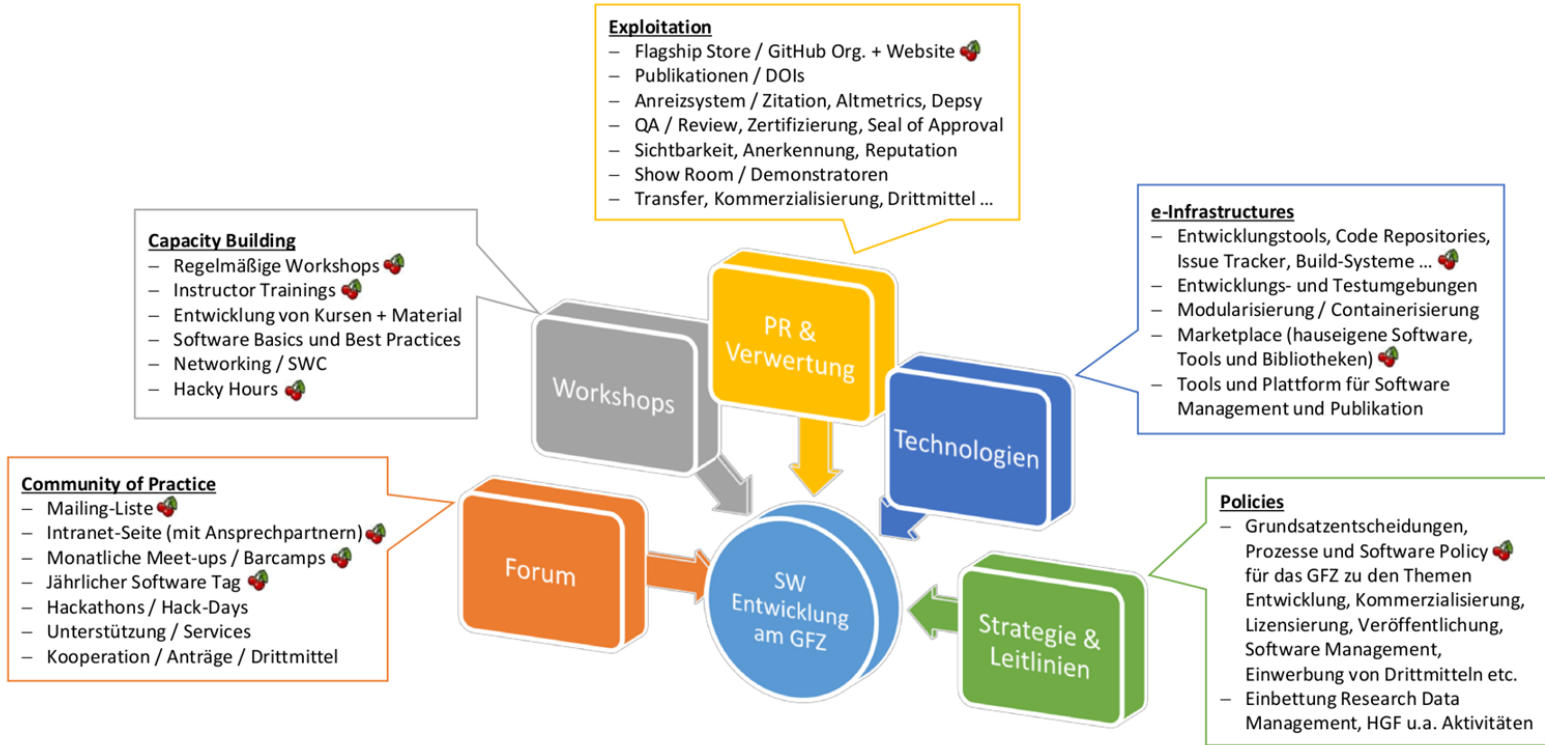 Exploitation
– Flagship Store / GitHub Org. + Website
– Publikationen / DOIs
– Anreizsystem / Zitation, Altmetrics, Depsy
– QA / Review, Zertifizierung, Seal of Approval
– Sichtbarkeit, Anerkennung, Reputation
– Show Room / Demonstratoren
– Transfer, Kommerzialisierung, Drittmittel ...
Capacity Building
– Regelmäßige Workshops
– Instructor Trainings
– Entwicklung von Kursen + Material
– Software Basics und Best Practices
– Networking / SWC
– Hacky Hours
e-Infrastructures
– Entwicklungstools, Code Repositories,
Issue Tracker, Build-Systeme ...
– Entwicklungs- und Testumgebungen
– Modularisierung / Containerisierung
– Marketplace (hauseigene Software,
Tools und Bibliotheken)
– Tools und Plattform für Software
Management und Publikation
Community of Practice
– Mailing-Liste
– Intranet-Seite (mit Ansprechpartnern)
– Monatliche Meet-ups / Barcamps
– Jährlicher Software Tag
– Hackathons / Hack-Days
– Unterstützung / Services
– Kooperation / Anträge / Drittmittel
Policies
– Grundsatzentscheidungen,
Prozesse und Software Policy
für das GFZ zu den Themen
Entwicklung, Kommerzialisierung,
Lizensierung, Veröffentlichung,
Software Management,
Einwerbung von Drittmitteln etc.
– Einbettung Research Data
Management, HGF u.a. Aktivitäten
Forum
Workshops
PR &
Verwertung
Technologien
Strategie &
Leitlinien
SW
Entwicklung
am GFZ